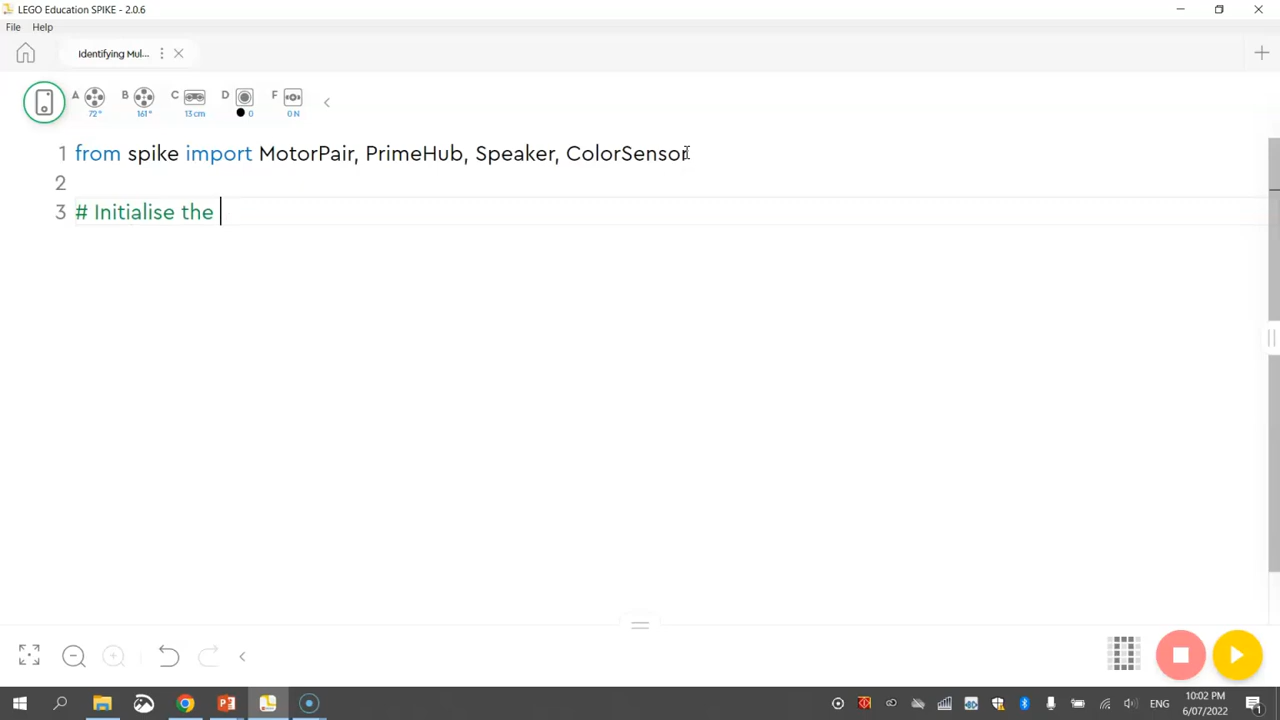 LEGO Education SPIKE - 2.0.6
File Help
Identifying Mul...
A B C D F
72° 161° 13 cm 0 0 N
1 from spike import MotorPair, PrimeHub, Speaker, ColorSensor
2
3 # Initialise the
ENG
10:02 PM
6/07/2022
1